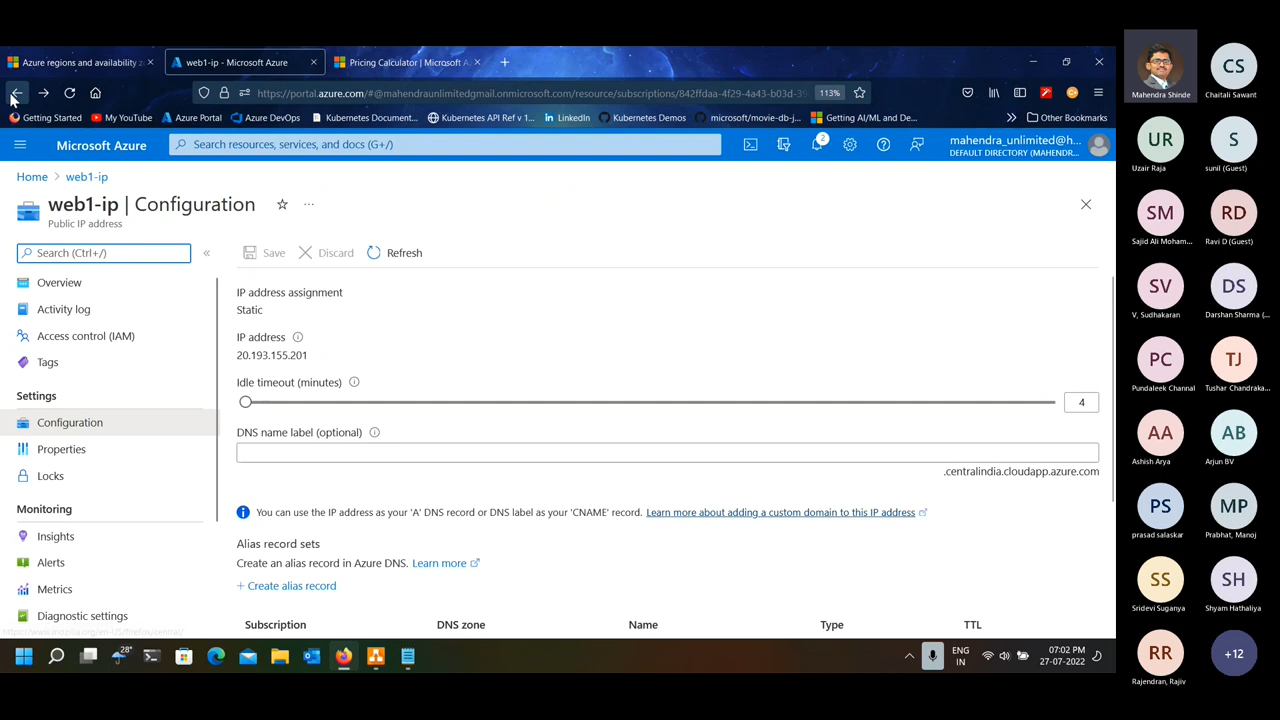 Azure regions and availability z
web1-ip - Microsoft Azure
Pricing Calculator | Microsoft A
https://portal.azure.com/#@mahendraunlimitedgmail.onmicrosoft.com/resource/subscriptions/842ffdaa-4f29-4a43-b03d-39
113%
Getting Started
My YouTube
Azure Portal
Azure DevOps
Kubernetes Documen...
Kubernetes API Ref v 1...
LinkedIn
Kubernetes Demos
microsoft/movie-db-j...
Getting AI/ML and De...
Other Bookmarks
Microsoft Azure
Search resources, services, and docs (G+/)
2
mahendra_unlimited@h...
DEFAULT DIRECTORY (MAHENDR...
Home > web1-ip
web1-ip | Configuration
Public IP address
Search (Ctrl+/)
Overview
Activity log
Access control (IAM)
Tags
Settings
Configuration
Properties
Locks
Monitoring
Insights
Alerts
Metrics
Diagnostic settings
https://www.mozilla.org/en-US/firefox/central/
Save
Discard
Refresh
IP address assignment
Static
IP address
20.193.155.201
Idle timeout (minutes)
4
DNS name label (optional)
.centralindia.cloudapp.azure.com
You can use the IP address as your 'A' DNS record or DNS label as your 'CNAME' record. Learn more about adding a custom domain to this IP address
Alias record sets
Create an alias record in Azure DNS. Learn more
+ Create alias record
Subscription
DNS zone
Name
Type
TTL
28°
ENG
IN
07:02 PM
27-07-2022
Mahendra Shinde
CS
Chaitali Sawant
UR
Uzair Raja
S
sunil (Guest)
SM
Sajid Ali Moham...
RD
Ravi D (Guest)
SV
V, Sudhakaran
DS
Darshan Sharma (...
PC
Pundaleek Channal
TJ
Tushar Chandraka...
AA
Ashish Arya
AB
Arjun BV
PS
prasad salaskar
MP
Prabhat, Manoj
SS
Sridevi Suganya
SH
Shyam Hathaliya
RR
Rajendran, Rajiv
+12